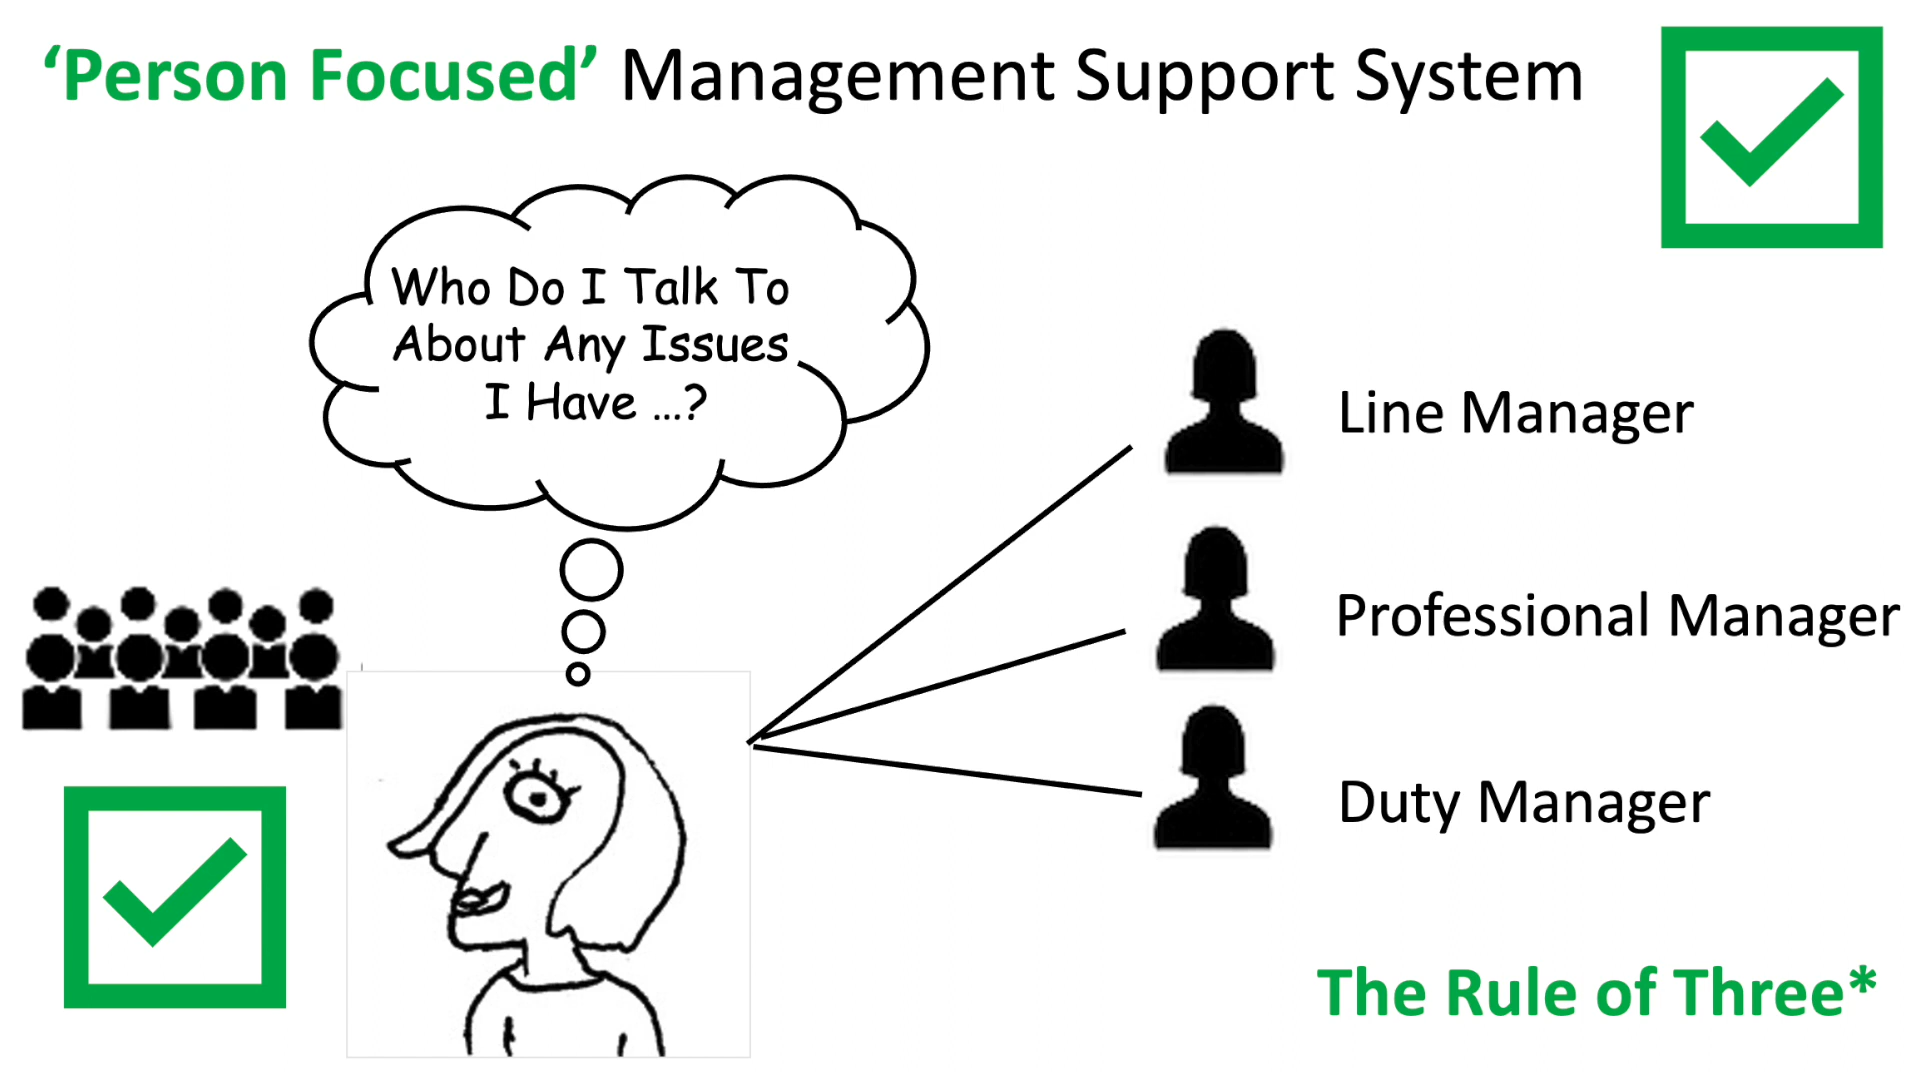 ‘Person Focused’ Management Support System
Who Do I Talk To
About Any Issues
I Have ...?
Line Manager
Professional Manager
Duty Manager
The Rule of Three*